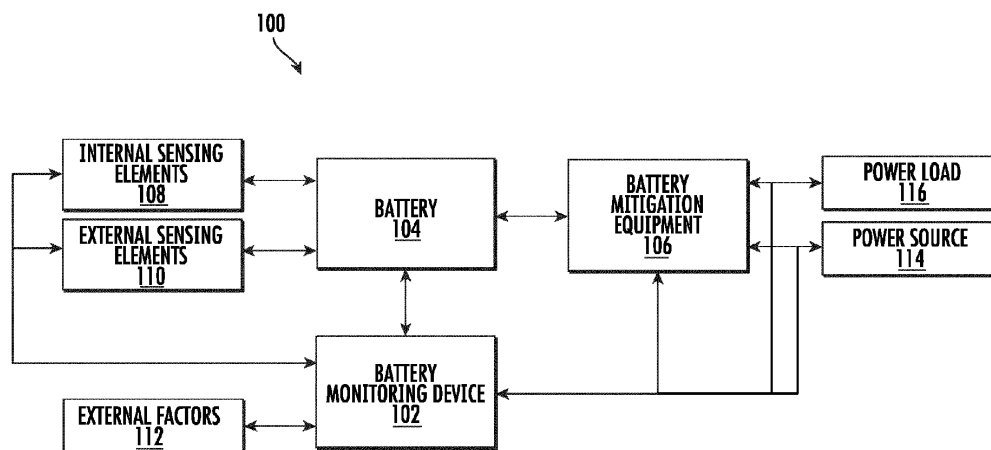 100
INTERNAL SENSING
ELEMENTS
108
EXTERNAL SENSING
ELEMENTS
110
BATTERY
104
BATTERY
MITIGATION
EQUIPMENT
106
POWER LOAD
116
POWER SOURCE
114
BATTERY
MONITORING DEVICE
102
EXTERNAL FACTORS
112